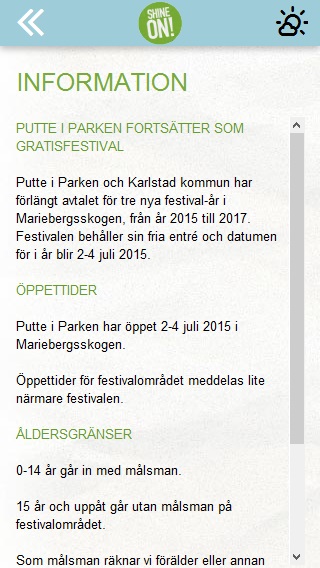 SHINE
ON!
INFORMATION
PUTTE I PARKEN FORTSÄTTER SOM
GRATISFESTIVAL
Putte i Parken och Karlstad kommun har
förlängt avtalet för tre nya festival-år i
Mariebergsskogen, från år 2015 till 2017.
Festivalen behåller sin fria entré och datumen
för i år blir 2-4 juli 2015.
ÖPPETTIDER
Putte i Parken har öppet 2-4 juli 2015 i
Mariebergsskogen.
Öppettider för festivalområdet meddelas lite
närmare festivalen.
ÅLDERSGRÄNSER
0-14 år går in med målsman.
15 år och uppåt går utan målsman på
festivalområdet.
Som målsman räknar vi förälder eller annan